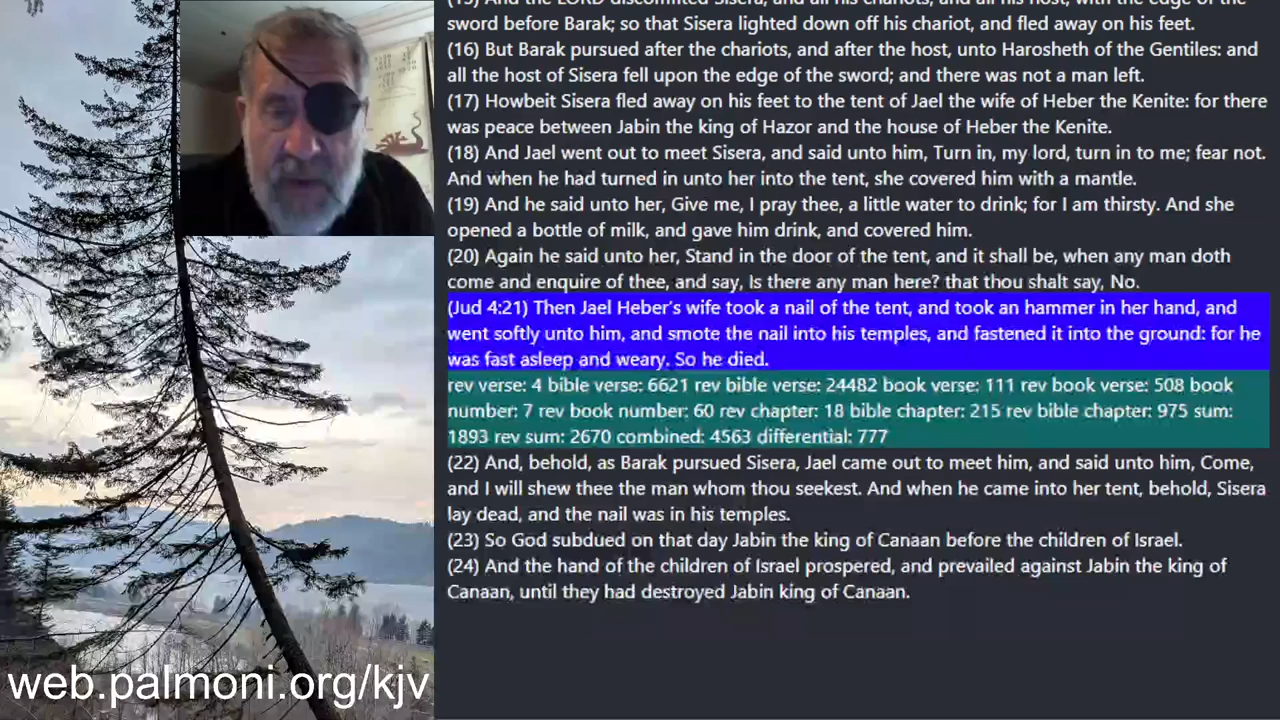 (15) And the LORD discomfited Sisera, and all his chariots, and all his host, with the edge of the
sword before Barak; so that Sisera lighted down off his chariot, and fled away on his feet.
(16) But Barak pursued after the chariots, and after the host, unto Harosheth of the Gentiles: and
all the host of Sisera fell upon the edge of the sword; and there was not a man left.
(17) Howbeit Sisera fled away on his feet to the tent of Jael the wife of Heber the Kenite: for there
was peace between Jabin the king of Hazor and the house of Heber the Kenite.
(18) And Jael went out to meet Sisera, and said unto him, Turn in, my lord, turn in to me; fear not.
And when he had turned in unto her into the tent, she covered him with a mantle.
(19) And he said unto her, Give me, I pray thee, a little water to drink; for I am thirsty. And she
opened a bottle of milk, and gave him drink, and covered him.
(20) Again he said unto her, Stand in the door of the tent, and it shall be, when any man doth
come and enquire of thee, and say, Is there any man here? that thou shalt say, No.
(Jud 4:21) Then Jael Heber's wife took a nail of the tent, and took an hammer in her hand, and
went softly unto him, and smote the nail into his temples, and fastened it into the ground: for he
was fast asleep and weary. So he died.
rev verse: 4 bible verse: 6621 rev bible verse: 24482 book verse: 111 rev book verse: 508 book
number: 7 rev book number: 60 rev chapter: 18 bible chapter: 215 rev bible chapter: 975 sum:
1893 rev sum: 2670 combined: 4563 differential: 777
(22) And, behold, as Barak pursued Sisera, Jael came out to meet him, and said unto him, Come,
and I will shew thee the man whom thou seekest. And when he came into her tent, behold, Sisera
lay dead, and the nail was in his temples.
(23) So God subdued on that day Jabin the king of Canaan before the children of Israel.
(24) And the hand of the children of Israel prospered, and prevailed against Jabin the king of
Canaan, until they had destroyed Jabin king of Canaan.
web.palmoni.org/kjv